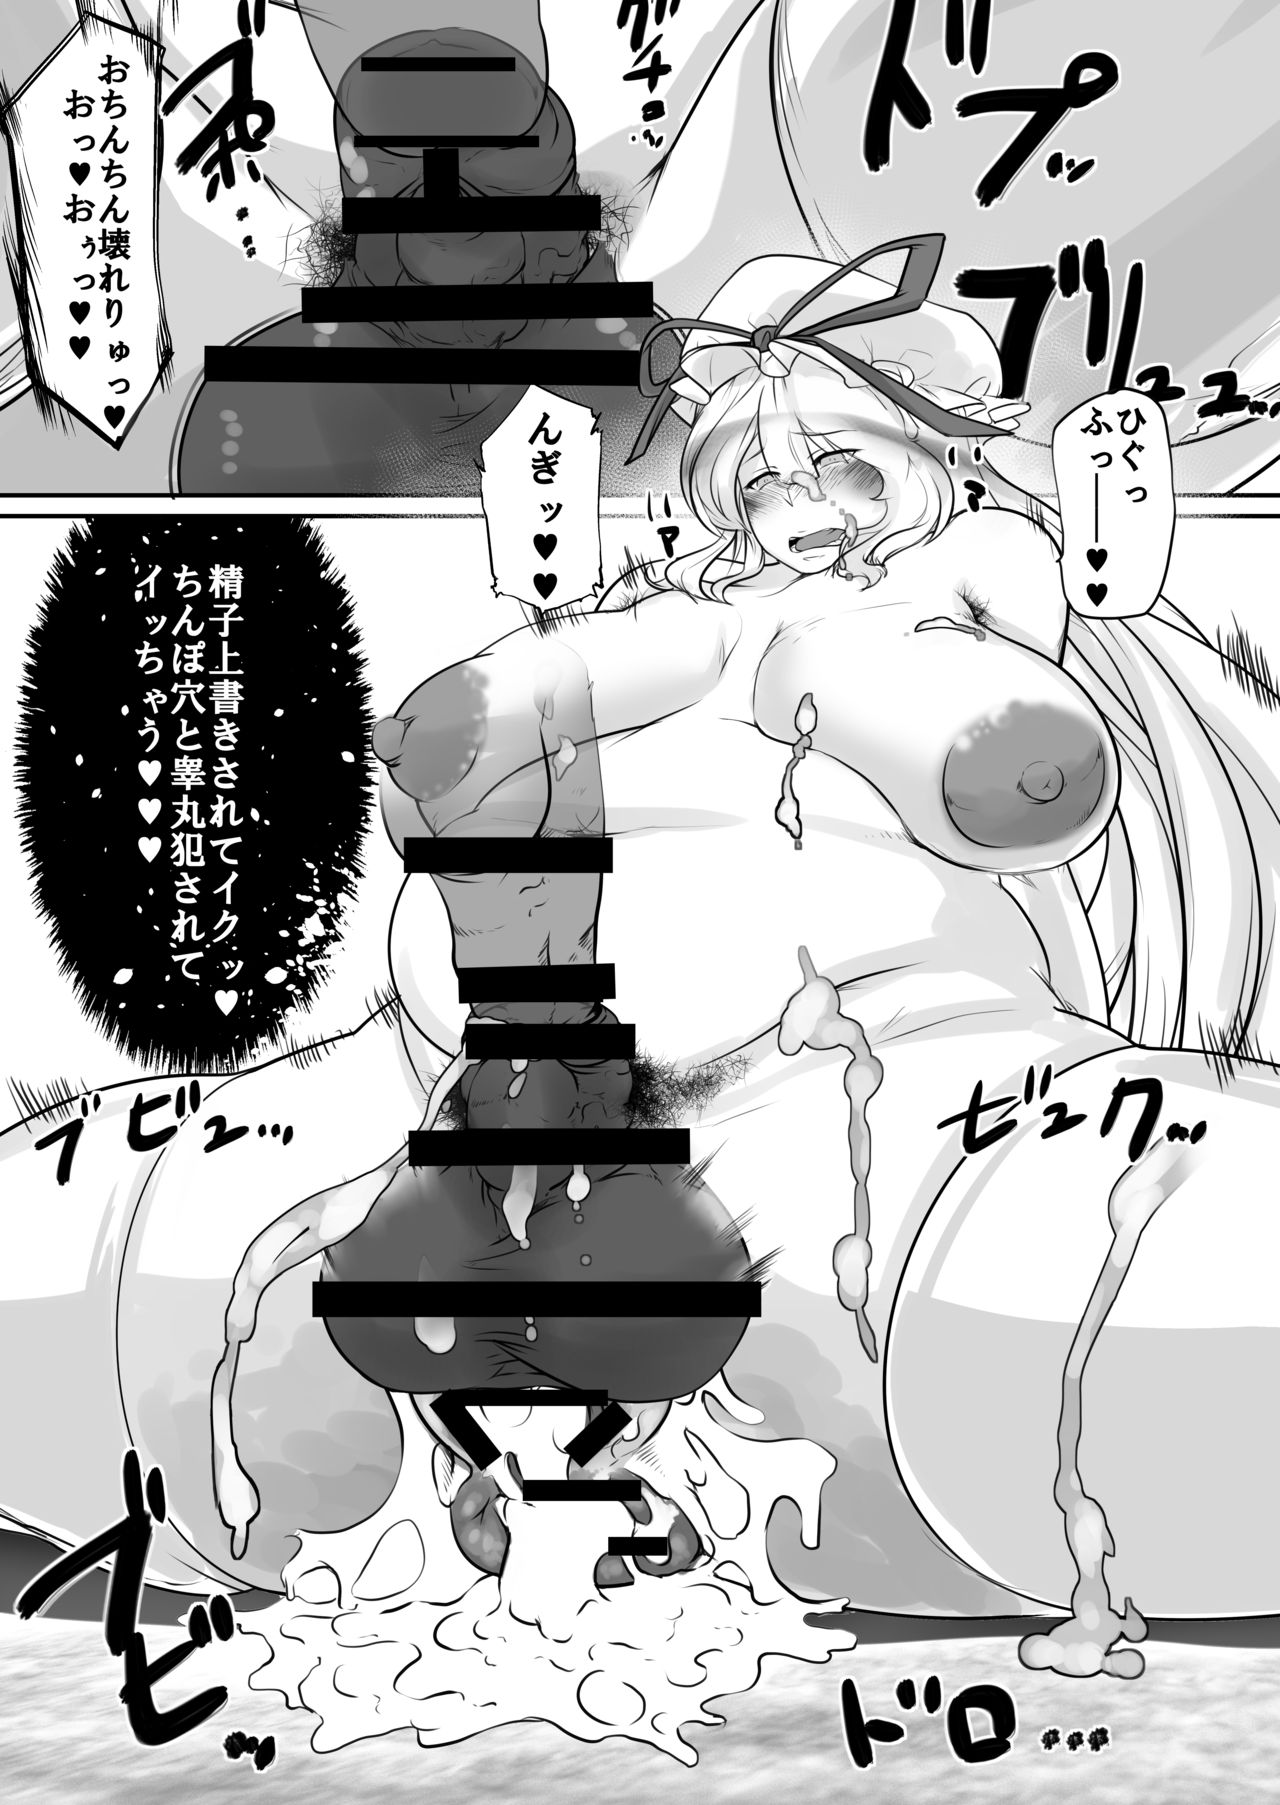 ドプッ
ブリュュュ…
グチ
おちんちん壊れりゅっ♥
おっ♥おぅっ♥♥
ひぐっ
ふっ――♥♥
んぎッ♥♥
精子上書きされてイクッ♥
ちんぽ穴と睾丸犯されて
イッちゃう♥♥♥
ビュク…
ブビュ…
ズビッ
ドロ…